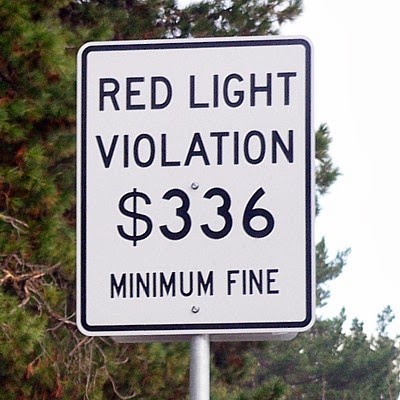 RED LIGHT
VIOLATION
$336
MINIMUM FINE